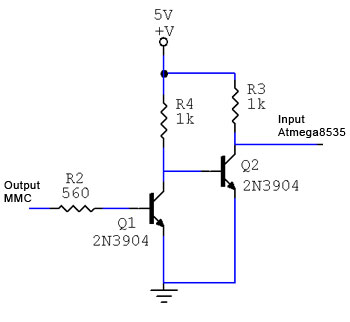 5V
+V
R3
1k
R4
1k
Input
Atmega8535
Q2
2N3904
Output
MMC
R2
560
Q1
2N3904